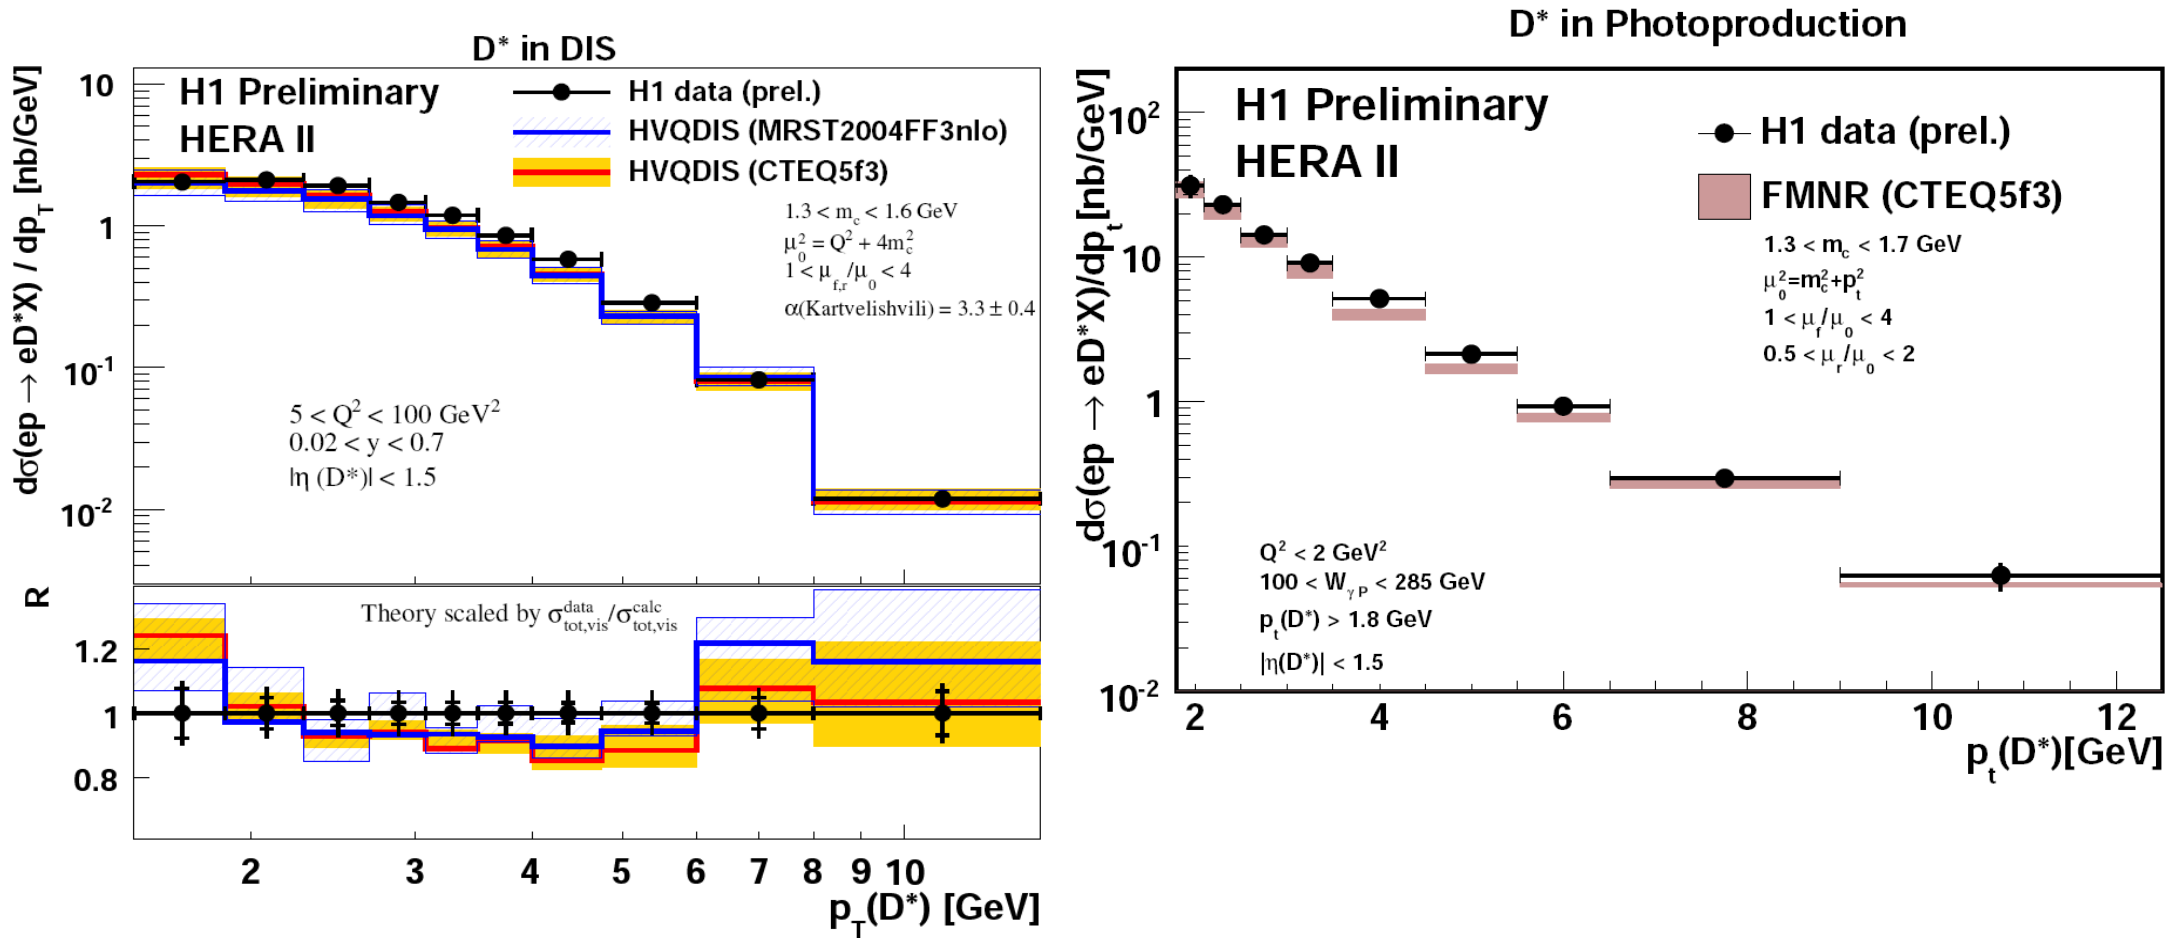 D* in DIS
dσ(ep → eD*X) / dp_T [nb/GeV]
10
1
10^-1
10^-2
H1 Preliminary
HERA II
H1 data (prel.)
HVQDIS (MRST2004FF3nlo)
HVQDIS (CTEQ5f3)
1.3 < m_c < 1.6 GeV
μ_0^2 = Q^2 + 4m_c^2
1 < μ_f,r/μ_0 < 4
α(Kartvelishvili) = 3.3 ± 0.4
5 < Q^2 < 100 GeV^2
0.02 < y < 0.7
|η (D*)| < 1.5
R
Theory scaled by σ_tot,vis^data/σ_tot,vis^calc
1.2
1
0.8
2 3 4 5 6 7 8 9 10
p_T(D*) [GeV]
D* in Photoproduction
dσ(ep → eD*X)/dp_t[nb/GeV]
10^2
10
1
10^-1
10^-2
H1 Preliminary
HERA II
H1 data (prel.)
FMNR (CTEQ5f3)
1.3 < m_c < 1.7 GeV
μ_0^2=m_c^2+p_t^2
1 < μ_f/μ_0 < 4
0.5 < μ_r/μ_0 < 2
Q^2 < 2 GeV^2
100 < W_γP < 285 GeV
p_t(D*) > 1.8 GeV
|η(D*)| < 1.5
2 4 6 8 10 12
p_t(D*)[GeV]